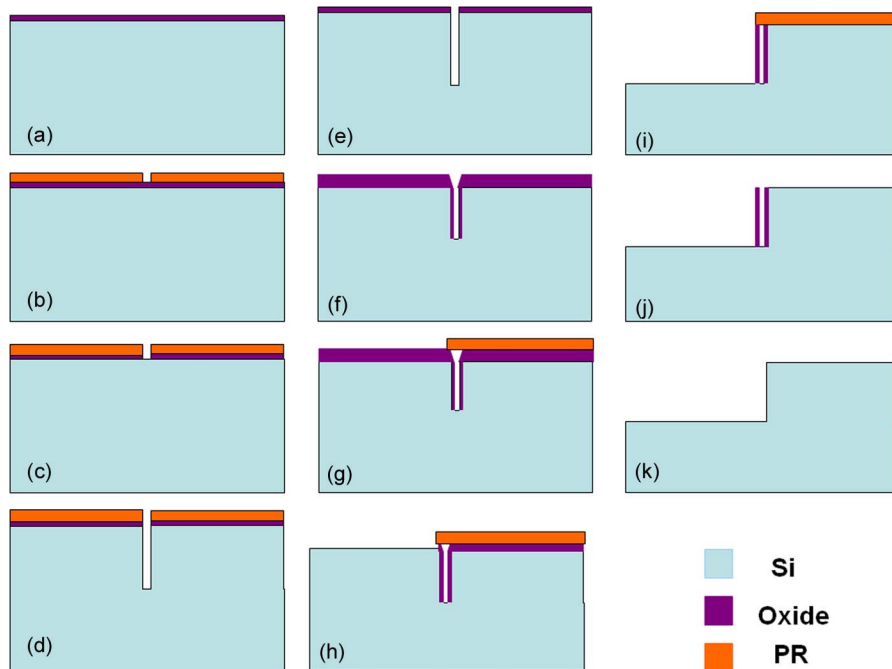 (a)
(b)
(c)
(d)
(e)
(f)
(g)
(h)
(i)
(j)
(k)
Si
Oxide
PR